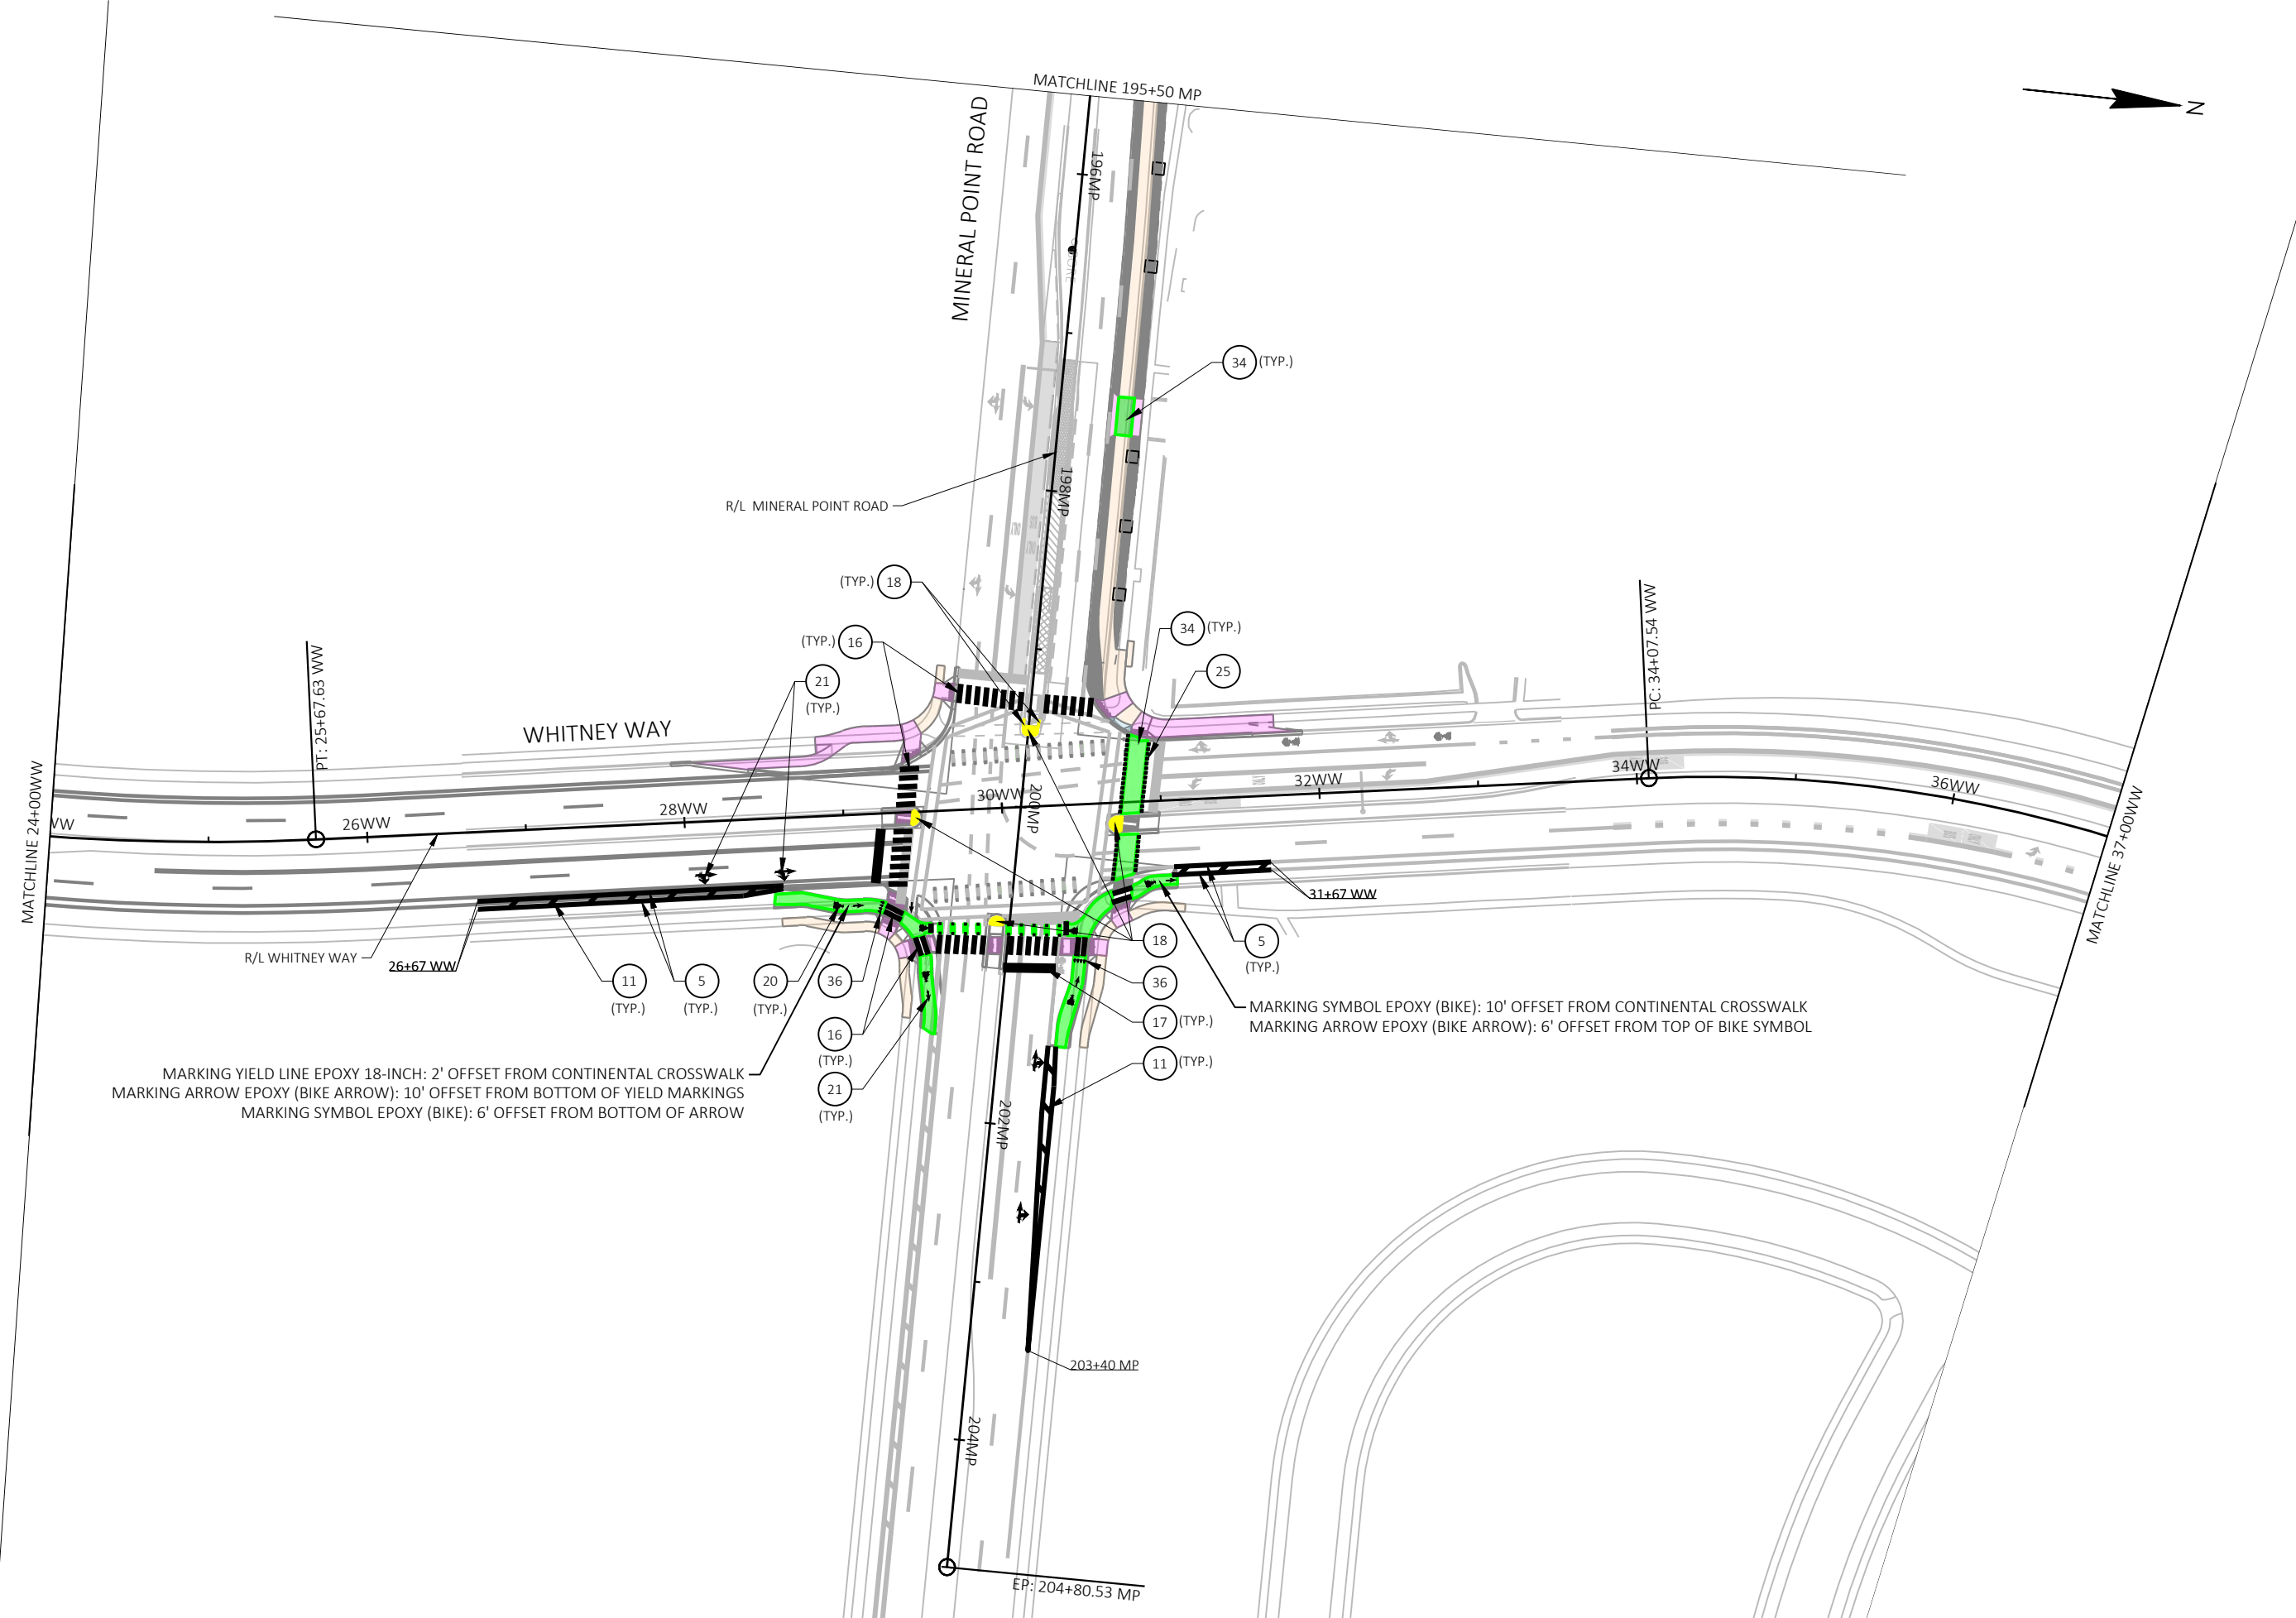 MATCHLINE 195+50 MP
N
MINERAL POINT ROAD
196MP
34 (TYP.)
198MP
R/L MINERAL POINT ROAD
(TYP.) 18
(TYP.) 16
34 (TYP.)
25
21
(TYP.)
PT: 25+67.63 WW
WHITNEY WAY
PC: 34+07.54 WW
MATCHLINE 24+00WW
WW
26WW
28WW
30WW
200MP
32WW
34WW
36WW
MATCHLINE 37+00WW
31+67 WW
R/L WHITNEY WAY
26+67 WW
11
(TYP.)
5
(TYP.)
20
(TYP.)
36
16
(TYP.)
21
(TYP.)
18
5
(TYP.)
36
17 (TYP.)
11 (TYP.)
MARKING SYMBOL EPOXY (BIKE): 10' OFFSET FROM CONTINENTAL CROSSWALK
MARKING ARROW EPOXY (BIKE ARROW): 6' OFFSET FROM TOP OF BIKE SYMBOL
MARKING YIELD LINE EPOXY 18-INCH: 2' OFFSET FROM CONTINENTAL CROSSWALK
MARKING ARROW EPOXY (BIKE ARROW): 10' OFFSET FROM BOTTOM OF YIELD MARKINGS
MARKING SYMBOL EPOXY (BIKE): 6' OFFSET FROM BOTTOM OF ARROW
202MP
203+40 MP
204MP
EP: 204+80.53 MP